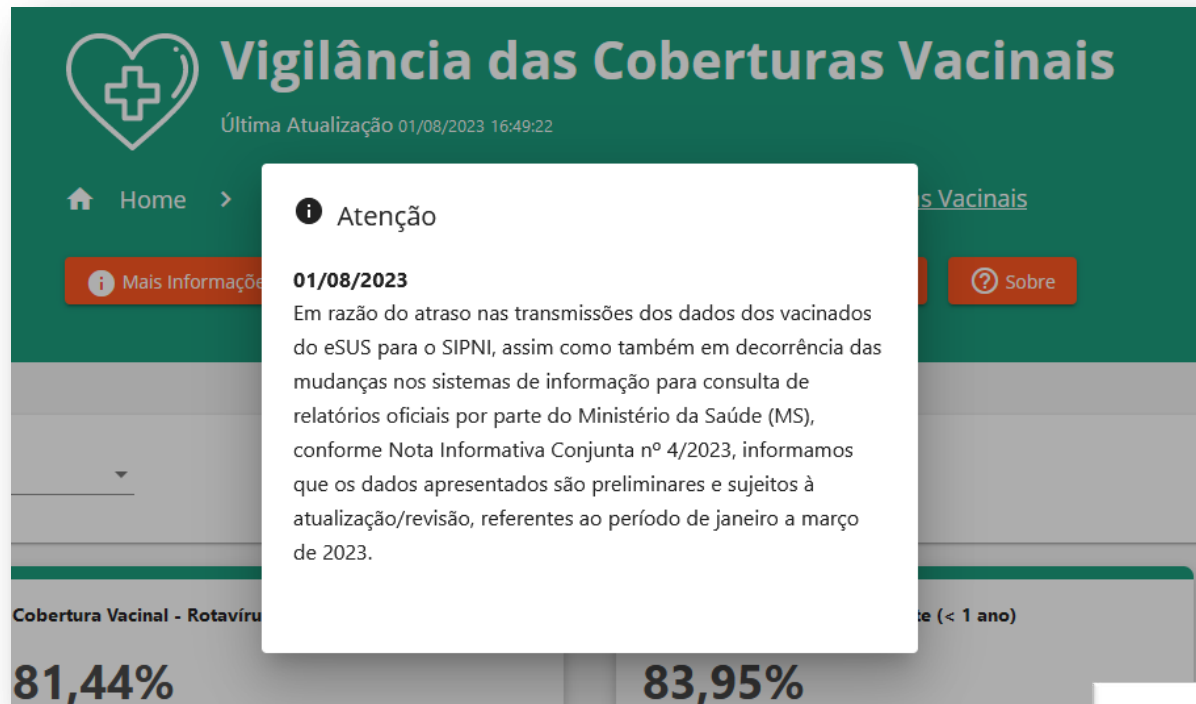 Vigilância das Coberturas Vacinais
Última Atualização 01/08/2023 16:49:22
Home >
s Vacinais
Mais Informaçõe
Sobre
Atenção
01/08/2023
Em razão do atraso nas transmissões dos dados dos vacinados
do eSUS para o SIPNI, assim como também em decorrência das
mudanças nos sistemas de informação para consulta de
relatórios oficiais por parte do Ministério da Saúde (MS),
conforme Nota Informativa Conjunta nº 4/2023, informamos
que os dados apresentados são preliminares e sujeitos à
atualização/revisão, referentes ao período de janeiro a março
de 2023.
Cobertura Vacinal - Rotavíru
te (< 1 ano)
81,44%
83,95%